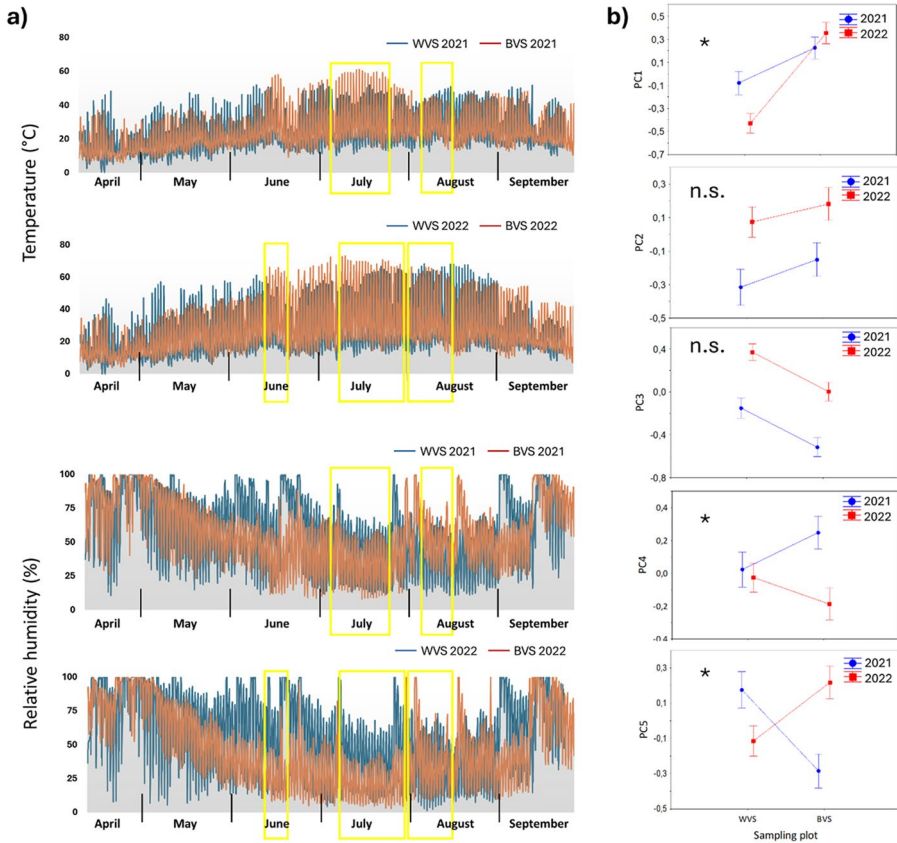 a)
Temperature (°C)
WVS 2021 BVS 2021
80
60
40
20
0
April May June July August September
WVS 2022 BVS 2022
80
60
40
20
0
April May June July August September
Relative humidity (%)
WVS 2021 BVS 2021
100
75
50
25
0
April May June July August September
WVS 2022 BVS 2022
100
75
50
25
0
April May June July August September
b)
*
2021
2022
PC1
0,5
0,3
0,1
-0,1
-0,3
-0,5
-0,7
n.s.
2021
2022
PC2
0,3
0,1
-0,1
-0,3
-0,5
n.s.
2021
2022
PC3
0,4
0,0
-0,4
-0,8
*
2021
2022
PC4
0,4
0,2
0,0
-0,2
-0,4
*
2021
2022
PC5
0,3
0,1
-0,1
-0,3
-0,5
WVS BVS
Sampling plot